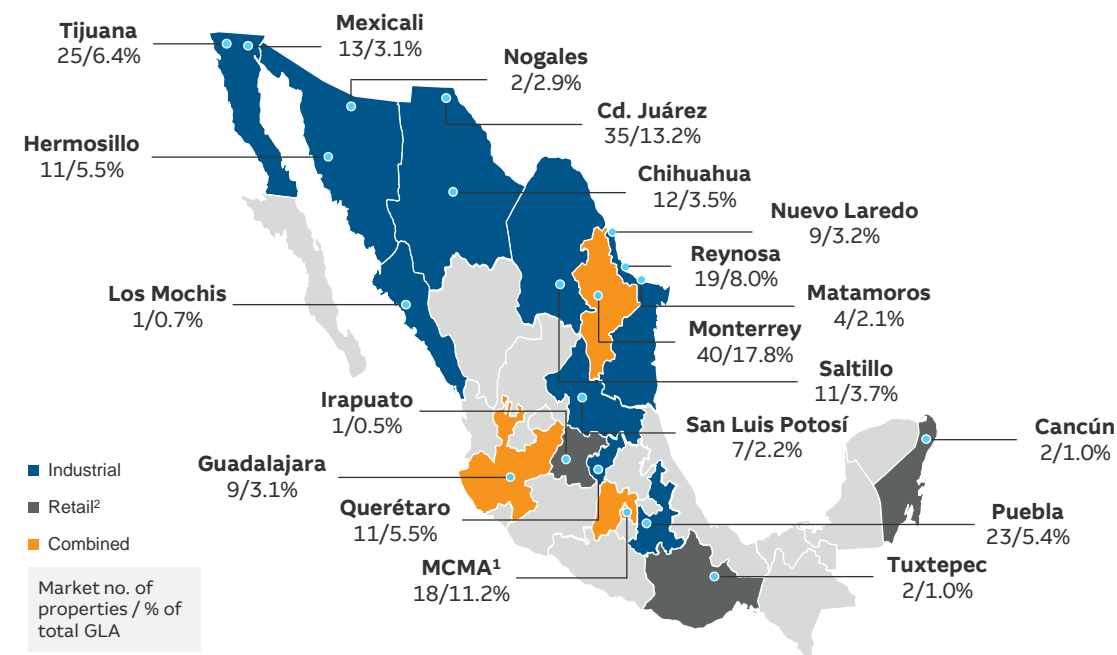 Tijuana
25/6.4%
Mexicali
13/3.1%
Nogales
2/2.9%
Cd. Juárez
35/13.2%
Hermosillo
11/5.5%
Chihuahua
12/3.5%
Nuevo Laredo
9/3.2%
Reynosa
19/8.0%
Los Mochis
1/0.7%
Matamoros
4/2.1%
Monterrey
40/17.8%
Saltillo
11/3.7%
Irapuato
1/0.5%
San Luis Potosí
7/2.2%
Cancún
2/1.0%
Guadalajara
9/3.1%
Querétaro
11/5.5%
Puebla
23/5.4%
MCMA¹
18/11.2%
Tuxtepec
2/1.0%
Industrial
Retail²
Combined
Market no. of
properties / % of
total GLA